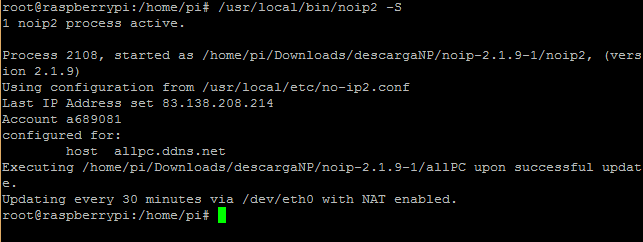 root@raspberrypi:/home/pi# /usr/local/bin/noip2 -S
1 noip2 process active.
Process 2108, started as /home/pi/Downloads/descargaNP/noip-2.1.9-1/noip2, (vers
ion 2.1.9)
Using configuration from /usr/local/etc/no-ip2.conf
Last IP Address set 83.138.208.214
Account a689081
configured for:
host allpc.ddns.net
Executing /home/pi/Downloads/descargaNP/noip-2.1.9-1/allPC upon successful updat
e.
Updating every 30 minutes via /dev/eth0 with NAT enabled.
root@raspberrypi:/home/pi#